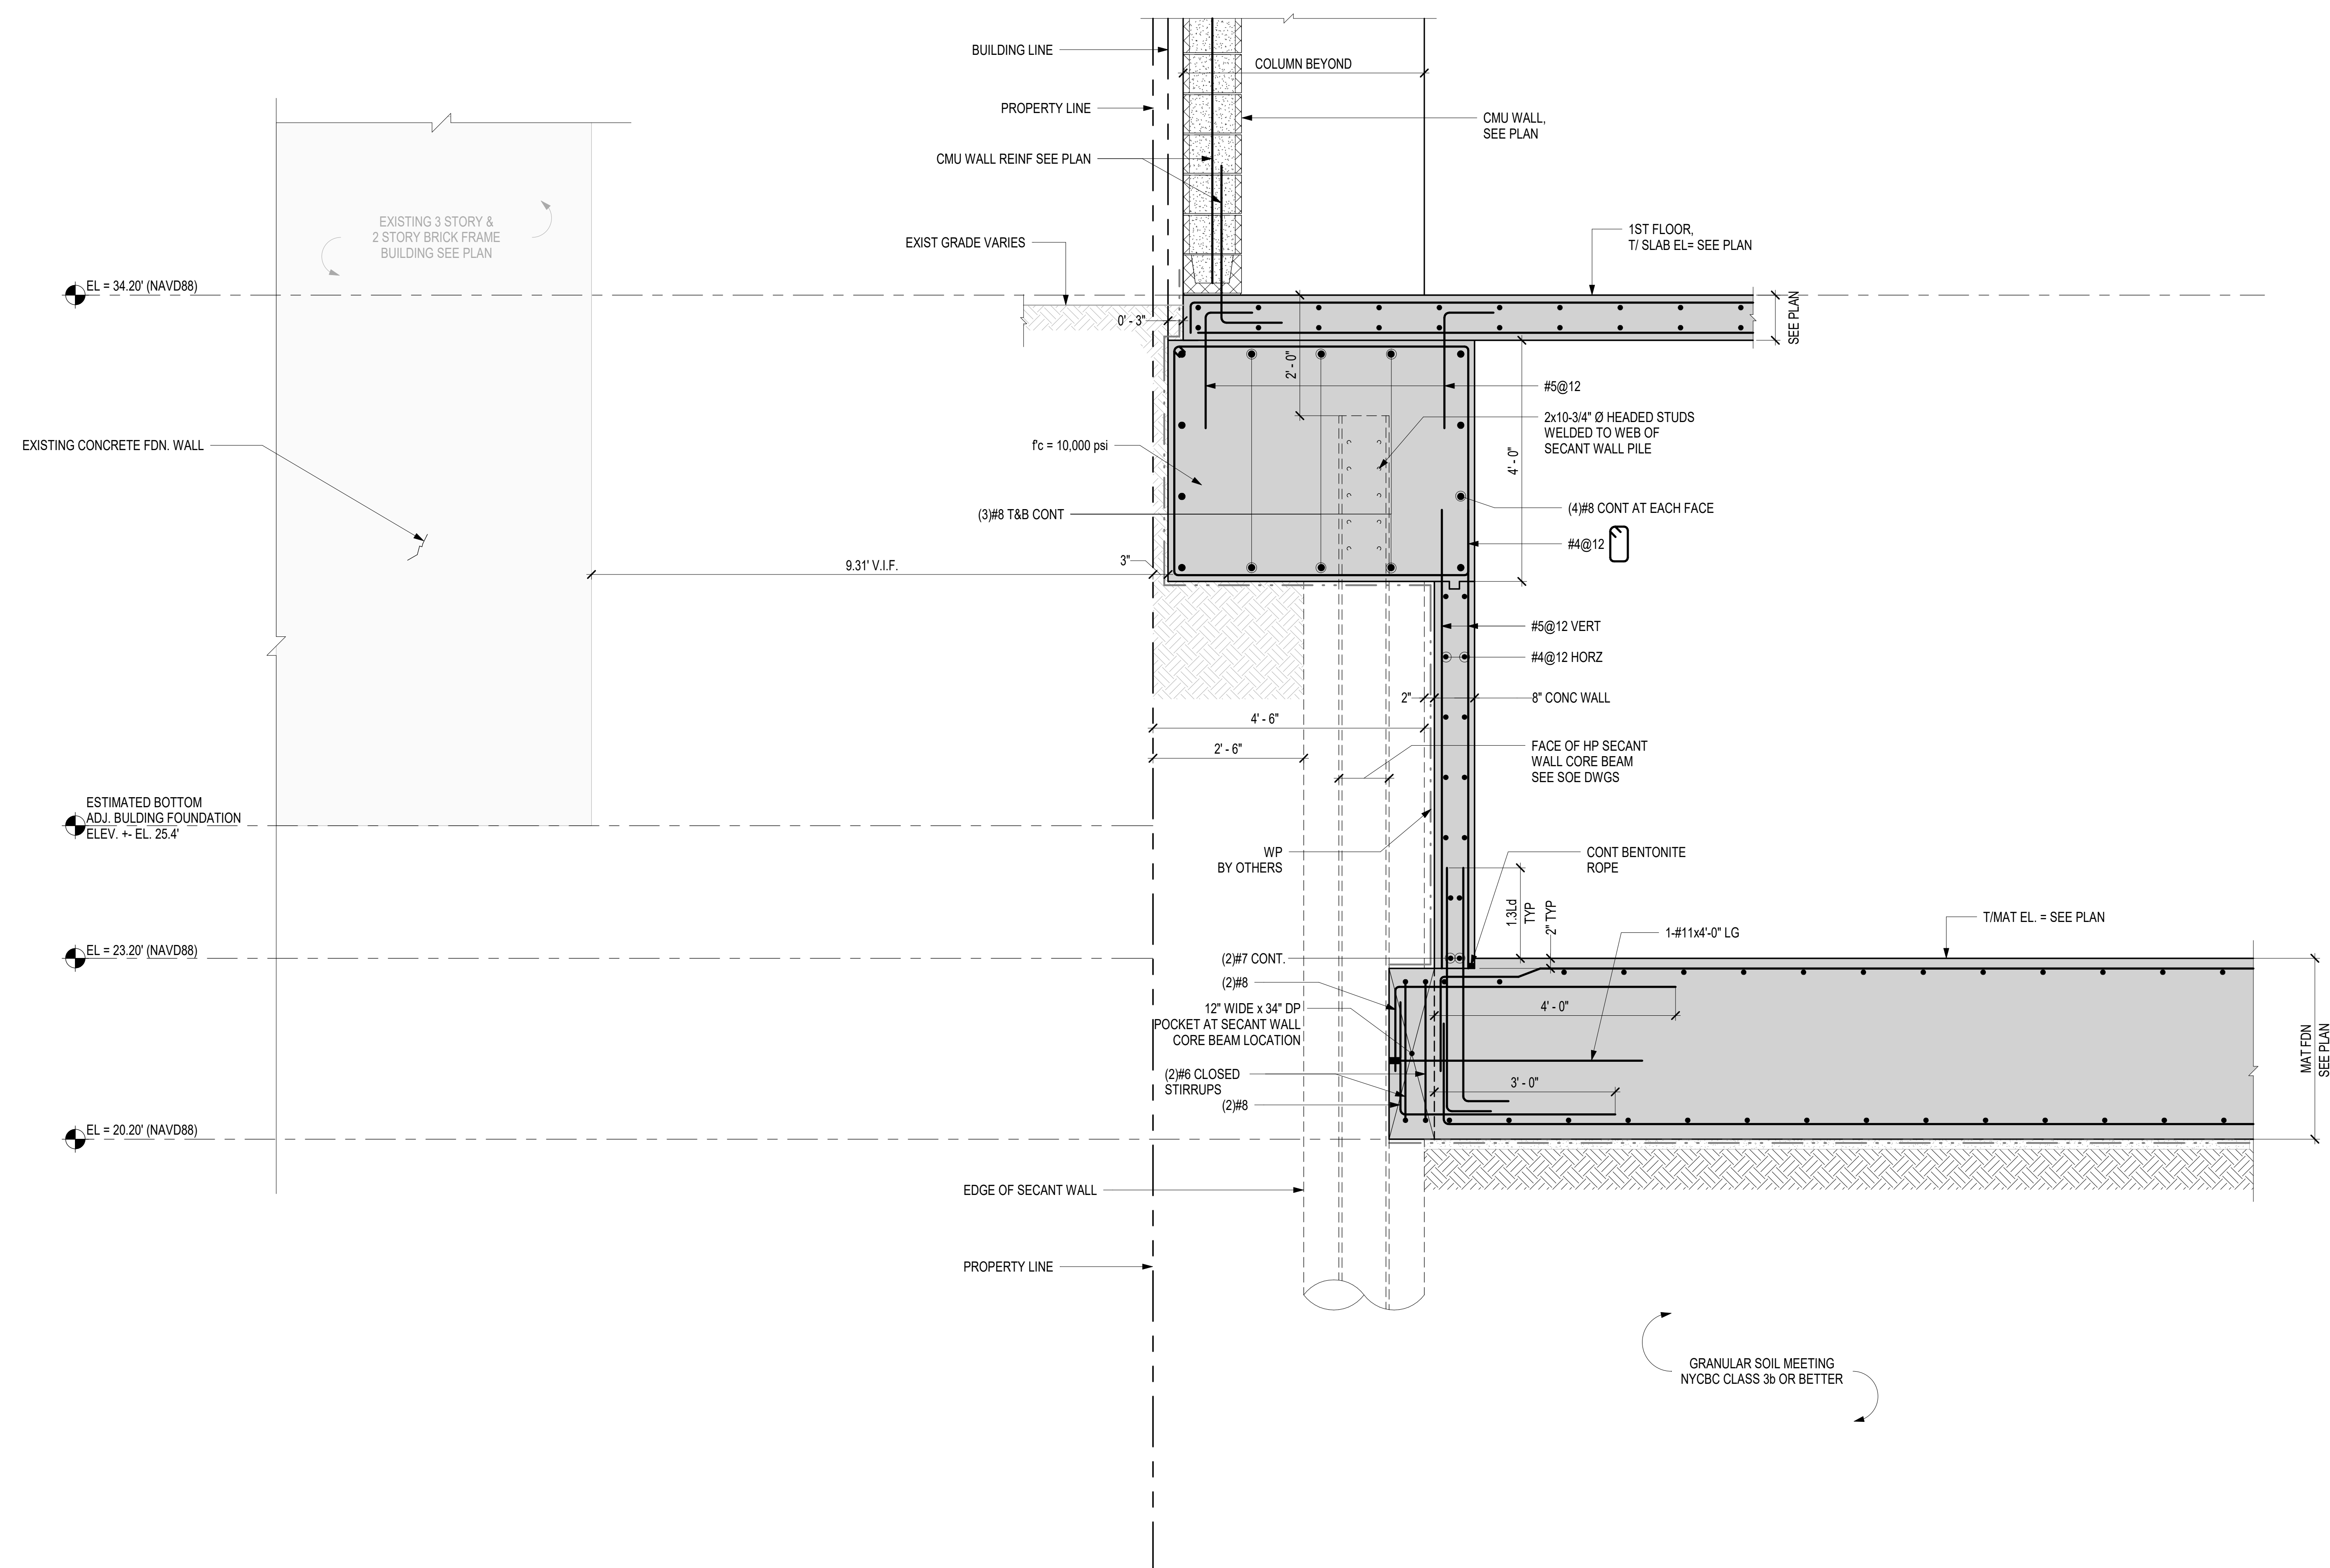 BUILDING LINE
COLUMN BEYOND
PROPERTY LINE
CMU WALL,
SEE PLAN
CMU WALL REINF SEE PLAN
EXISTING 3 STORY &
2 STORY BRICK FRAME
BUILDING SEE PLAN
EXIST GRADE VARIES
1ST FLOOR,
T/ SLAB EL= SEE PLAN
EL = 34.20' (NAVD88)
0' - 3"
SEE PLAN
2' - 0"
#5@12
2x10-3/4" Ø HEADED STUDS
WELDED TO WEB OF
SECANT WALL PILE
EXISTING CONCRETE FDN. WALL
f'c = 10,000 psi
4' - 0"
(3)#8 T&B CONT
(4)#8 CONT AT EACH FACE
#4@12
9.31' V.I.F.
3"
#5@12 VERT
#4@12 HORZ
2"
8" CONC WALL
4' - 6"
2' - 6"
FACE OF HP SECANT
WALL CORE BEAM
SEE SOE DWGS
ESTIMATED BOTTOM
ADJ. BULDING FOUNDATION
ELEV. +- EL. 25.4'
WP
BY OTHERS
CONT BENTONITE
ROPE
1.3Ld
TYP
2" TYP
T/MAT EL. = SEE PLAN
1-#11x4'-0" LG
EL = 23.20' (NAVD88)
(2)#7 CONT.
(2)#8
12" WIDE x 34" DP
POCKET AT SECANT WALL
CORE BEAM LOCATION
4' - 0"
MAT FDN
SEE PLAN
(2)#6 CLOSED
STIRRUPS
3' - 0"
(2)#8
EL = 20.20' (NAVD88)
EDGE OF SECANT WALL
PROPERTY LINE
GRANULAR SOIL MEETING
NYCBC CLASS 3b OR BETTER